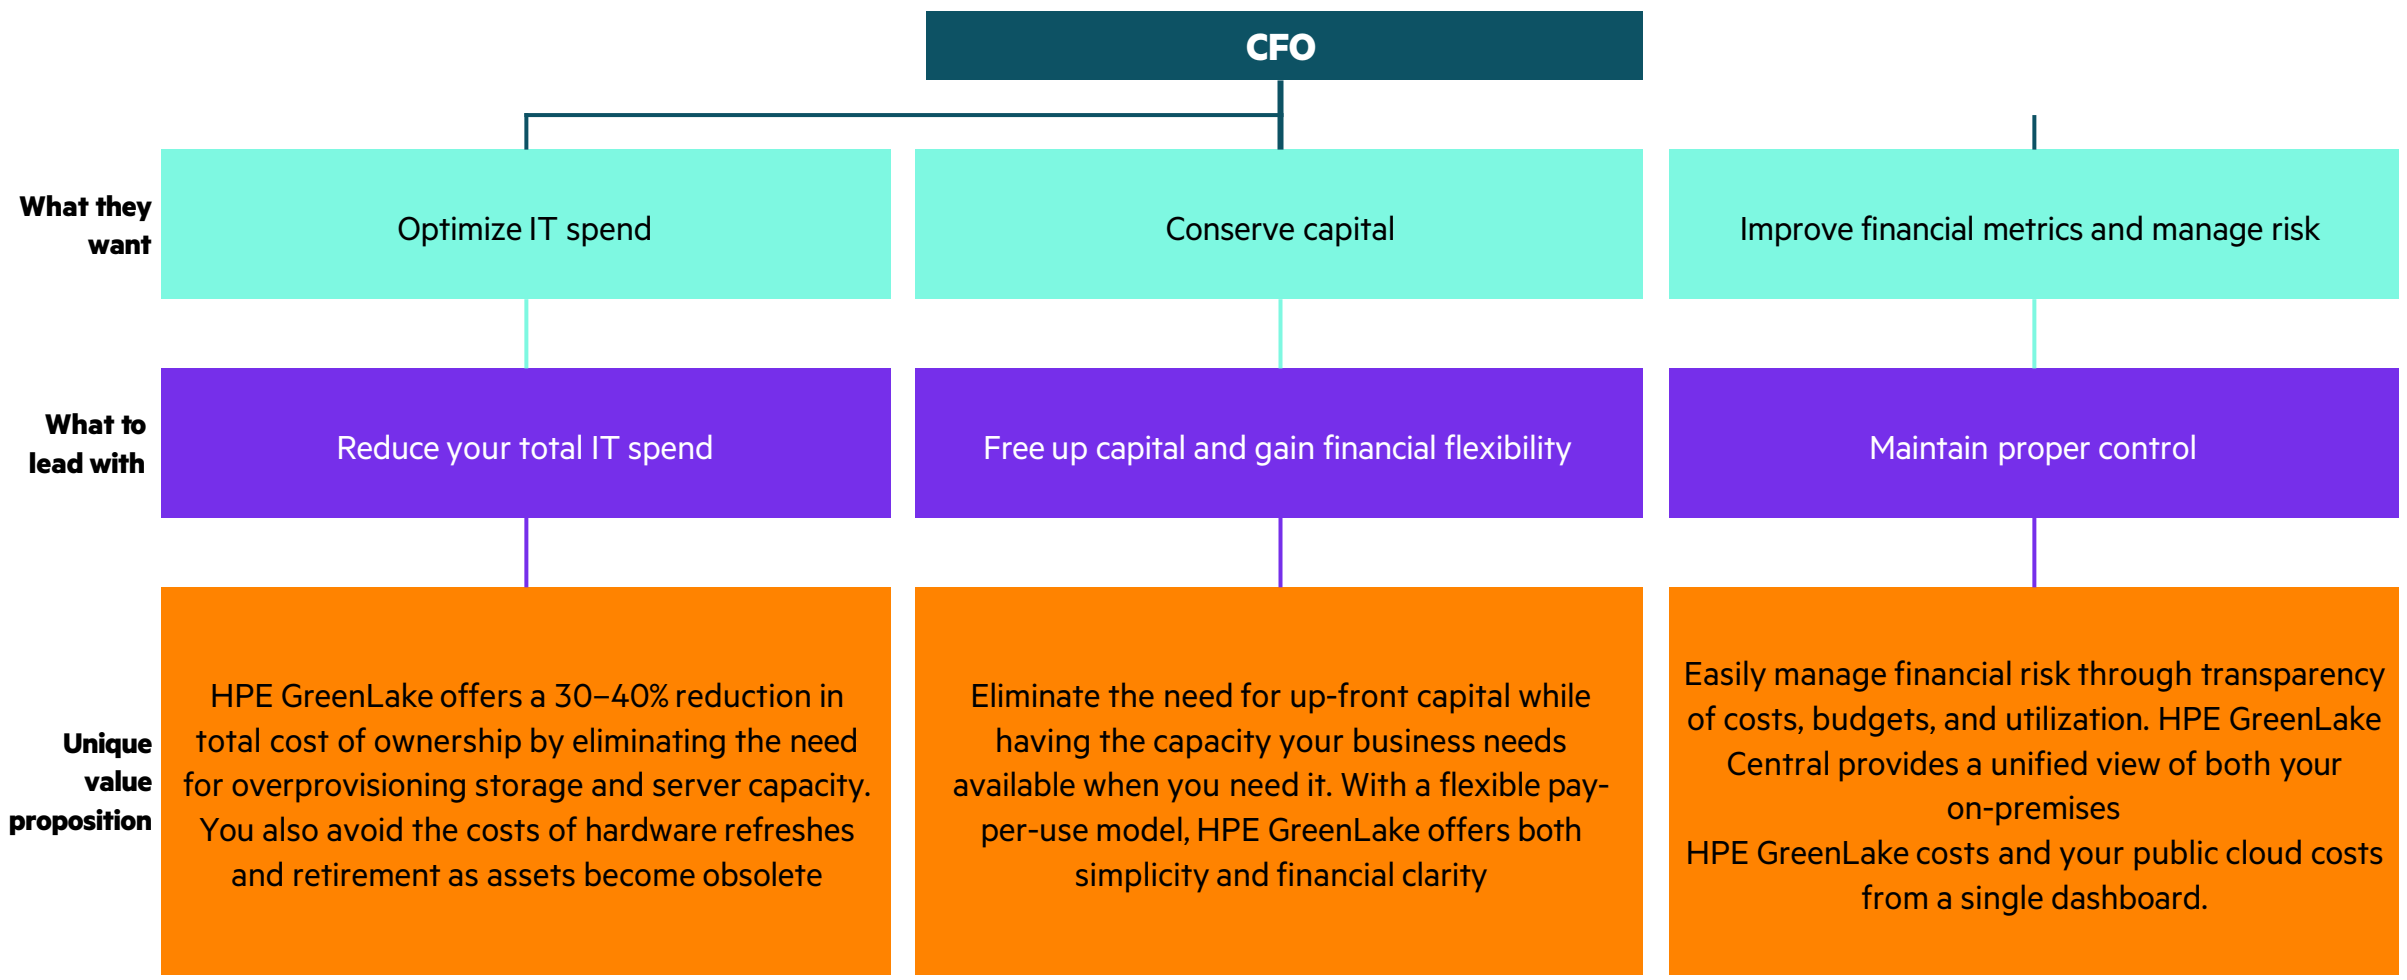 CFO
What they
want
Optimize IT spend
Conserve capital
Improve financial metrics and manage risk
What to
lead with
Reduce your total IT spend
Free up capital and gain financial flexibility
Maintain proper control
Unique
value
proposition
HPE GreenLake offers a 30–40% reduction in
total cost of ownership by eliminating the need
for overprovisioning storage and server capacity.
You also avoid the costs of hardware refreshes
and retirement as assets become obsolete
Eliminate the need for up-front capital while
having the capacity your business needs
available when you need it. With a flexible pay-
per-use model, HPE GreenLake offers both
simplicity and financial clarity
Easily manage financial risk through transparency
of costs, budgets, and utilization. HPE GreenLake
Central provides a unified view of both your
on-premises
HPE GreenLake costs and your public cloud costs
from a single dashboard.